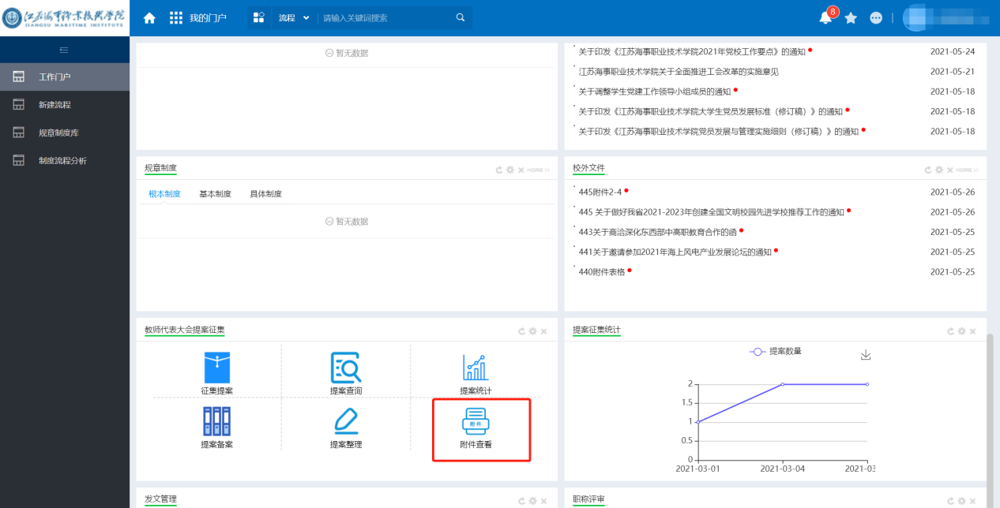 江苏海事职业技术学院
JIANGSU MARITIME INSTITUTE
我的门户
流程
请输入关键词搜索
8
工作门户
新建流程
规章制度库
制度流程分析
暂无数据
关于印发《江苏海事职业技术学院2021年党校工作要点》的通知 2021-05-24
江苏海事职业技术学院关于全面推进工会改革的实施意见 2021-05-21
关于调整学生党建工作领导小组成员的通知 2021-05-18
关于印发《江苏海事职业技术学院大学生党员发展标准（修订稿）》的通知 2021-05-18
关于印发《江苏海事职业技术学院党员发展与管理实施细则（修订稿）》的通知 2021-05-18
规章制度
HOME >>
根本制度 基本制度 具体制度
暂无数据
校外文件
HOME >>
445附件2-4 2021-05-26
445 关于做好我省2021-2023年创建全国文明校园先进学校推荐工作的通知 2021-05-26
443关于商洽深化东西部中高职教育合作的函 2021-05-25
441关于邀请参加2021年海上风电产业发展论坛的通知 2021-05-25
440附件表格 2021-05-25
教师代表大会提案征集
征集提案 提案查询 提案统计
附件
提案备案 提案整理 附件查看
提案征集统计
提案数量
2
1.5
1
0.5
0
2021-03-01 2021-03-04 2021-03
发文管理
职称评审